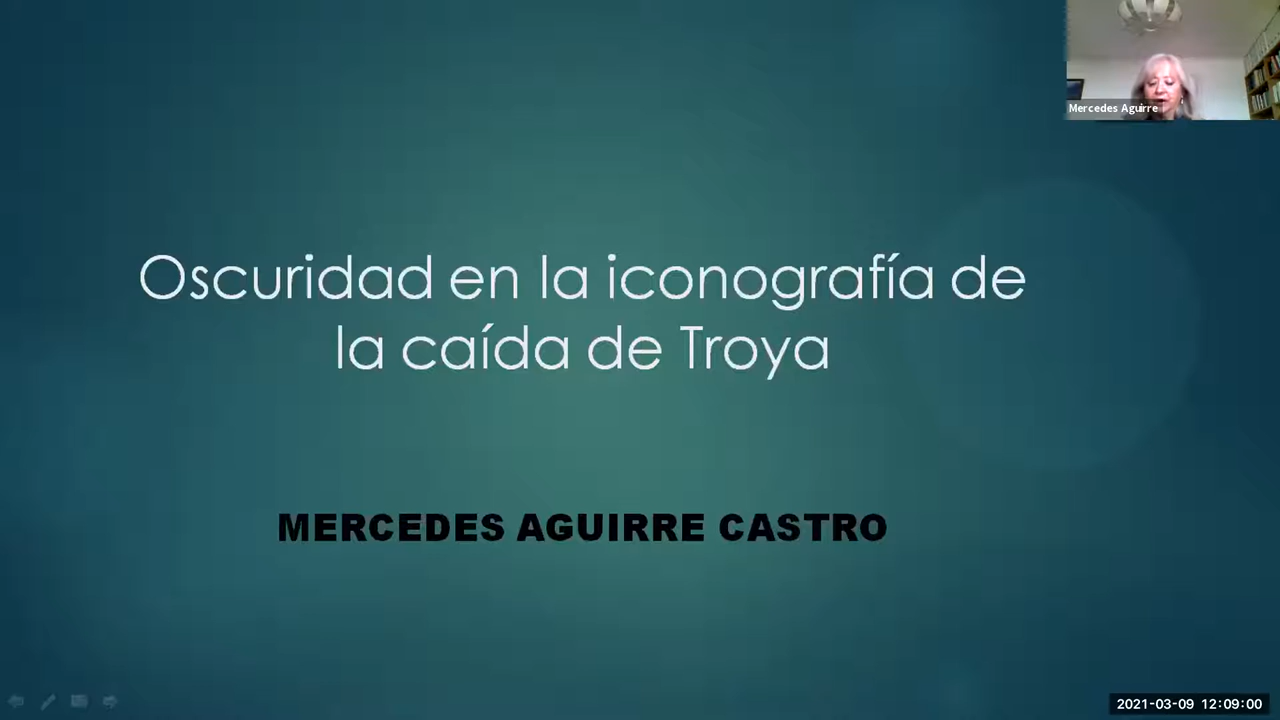 Mercedes Aguirre
Oscuridad en la iconografía de
la caída de Troya
MERCEDES AGUIRRE CASTRO
2021-03-09 12:09:00